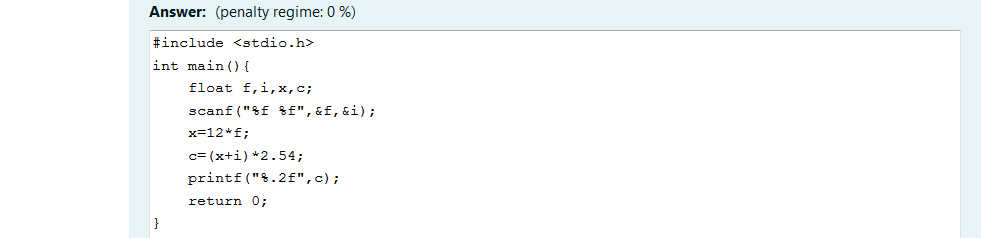 Answer: (penalty regime: 0 %)
#include <stdio.h>
int main(){
    float f,i,x,c;
    scanf("%f %f",&f,&i);
    x=12*f;
    c=(x+i)*2.54;
    printf("%.2f",c);
    return 0;
}